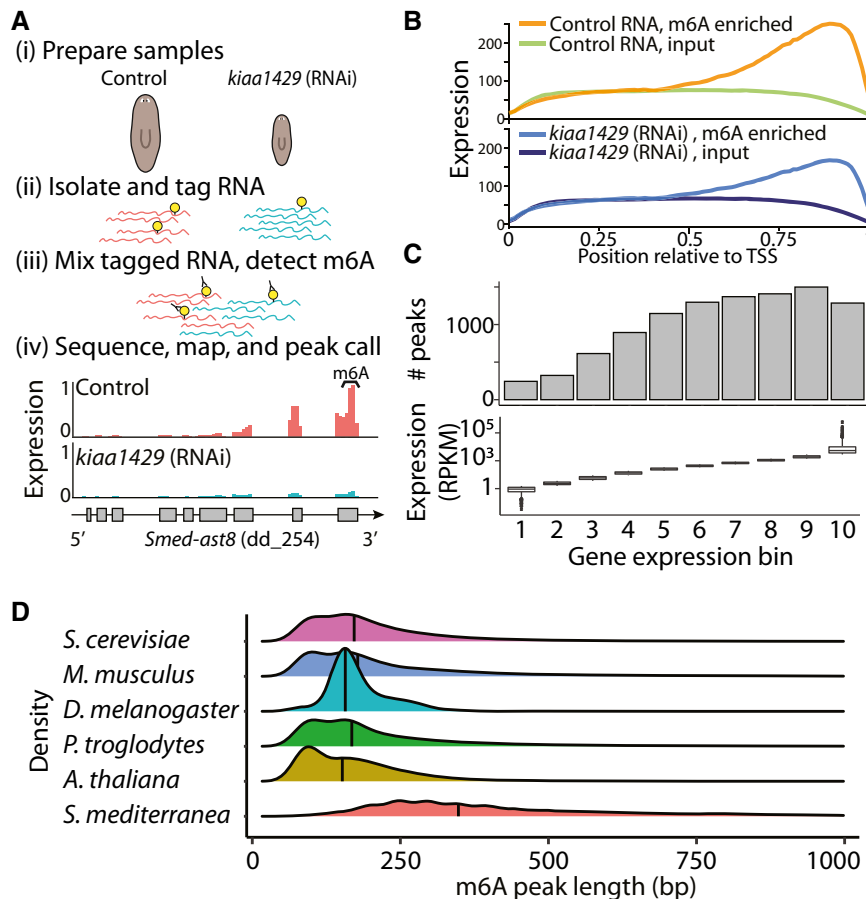 A
(i) Prepare samples
Control
kiaa1429 (RNAi)
(ii) Isolate and tag RNA
(iii) Mix tagged RNA, detect m6A
(iv) Sequence, map, and peak call
Expression
1
0
Control
m6A
1
0
kiaa1429 (RNAi)
5′
Smed-ast8 (dd_254)
3′
B
Expression
200
100
0
Control RNA, m6A enriched
Control RNA, input
200
100
0
kiaa1429 (RNAi) , m6A enriched
kiaa1429 (RNAi) , input
0 0.25 0.5 0.75
Position relative to TSS
C
# peaks
1000
0
Expression (RPKM)
10^5
10^3
1
1 2 3 4 5 6 7 8 9 10
Gene expression bin
D
Density
S. cerevisiae
M. musculus
D. melanogaster
P. troglodytes
A. thaliana
S. mediterranea
0 250 500 750 1000
m6A peak length (bp)